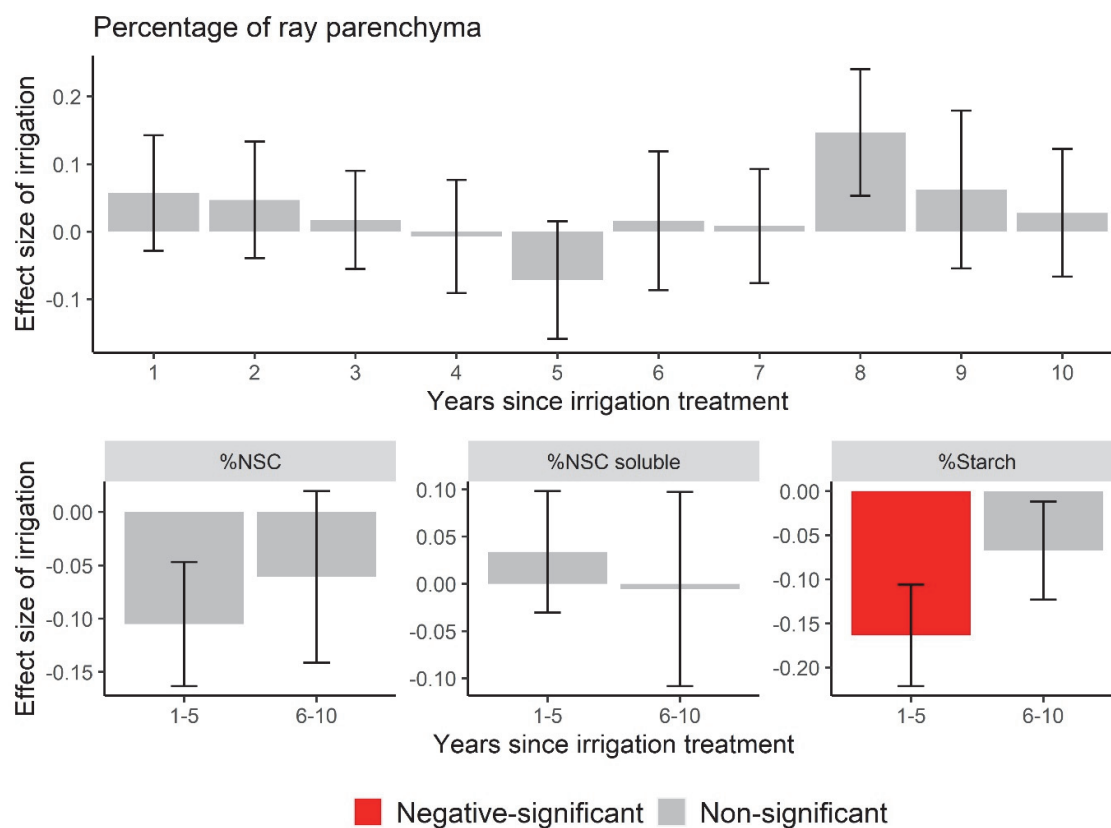 Percentage of ray parenchyma
Effect size of irrigation
0.2
0.1
0.0
-0.1
1 2 3 4 5 6 7 8 9 10
Years since irrigation treatment
%NSC
%NSC soluble
%Starch
Effect size of irrigation
0.00
-0.05
-0.10
-0.15
0.10
0.05
0.00
-0.05
-0.10
0.00
-0.05
-0.10
-0.15
-0.20
1-5 6-10
1-5 6-10
1-5 6-10
Years since irrigation treatment
Negative-significant Non-significant